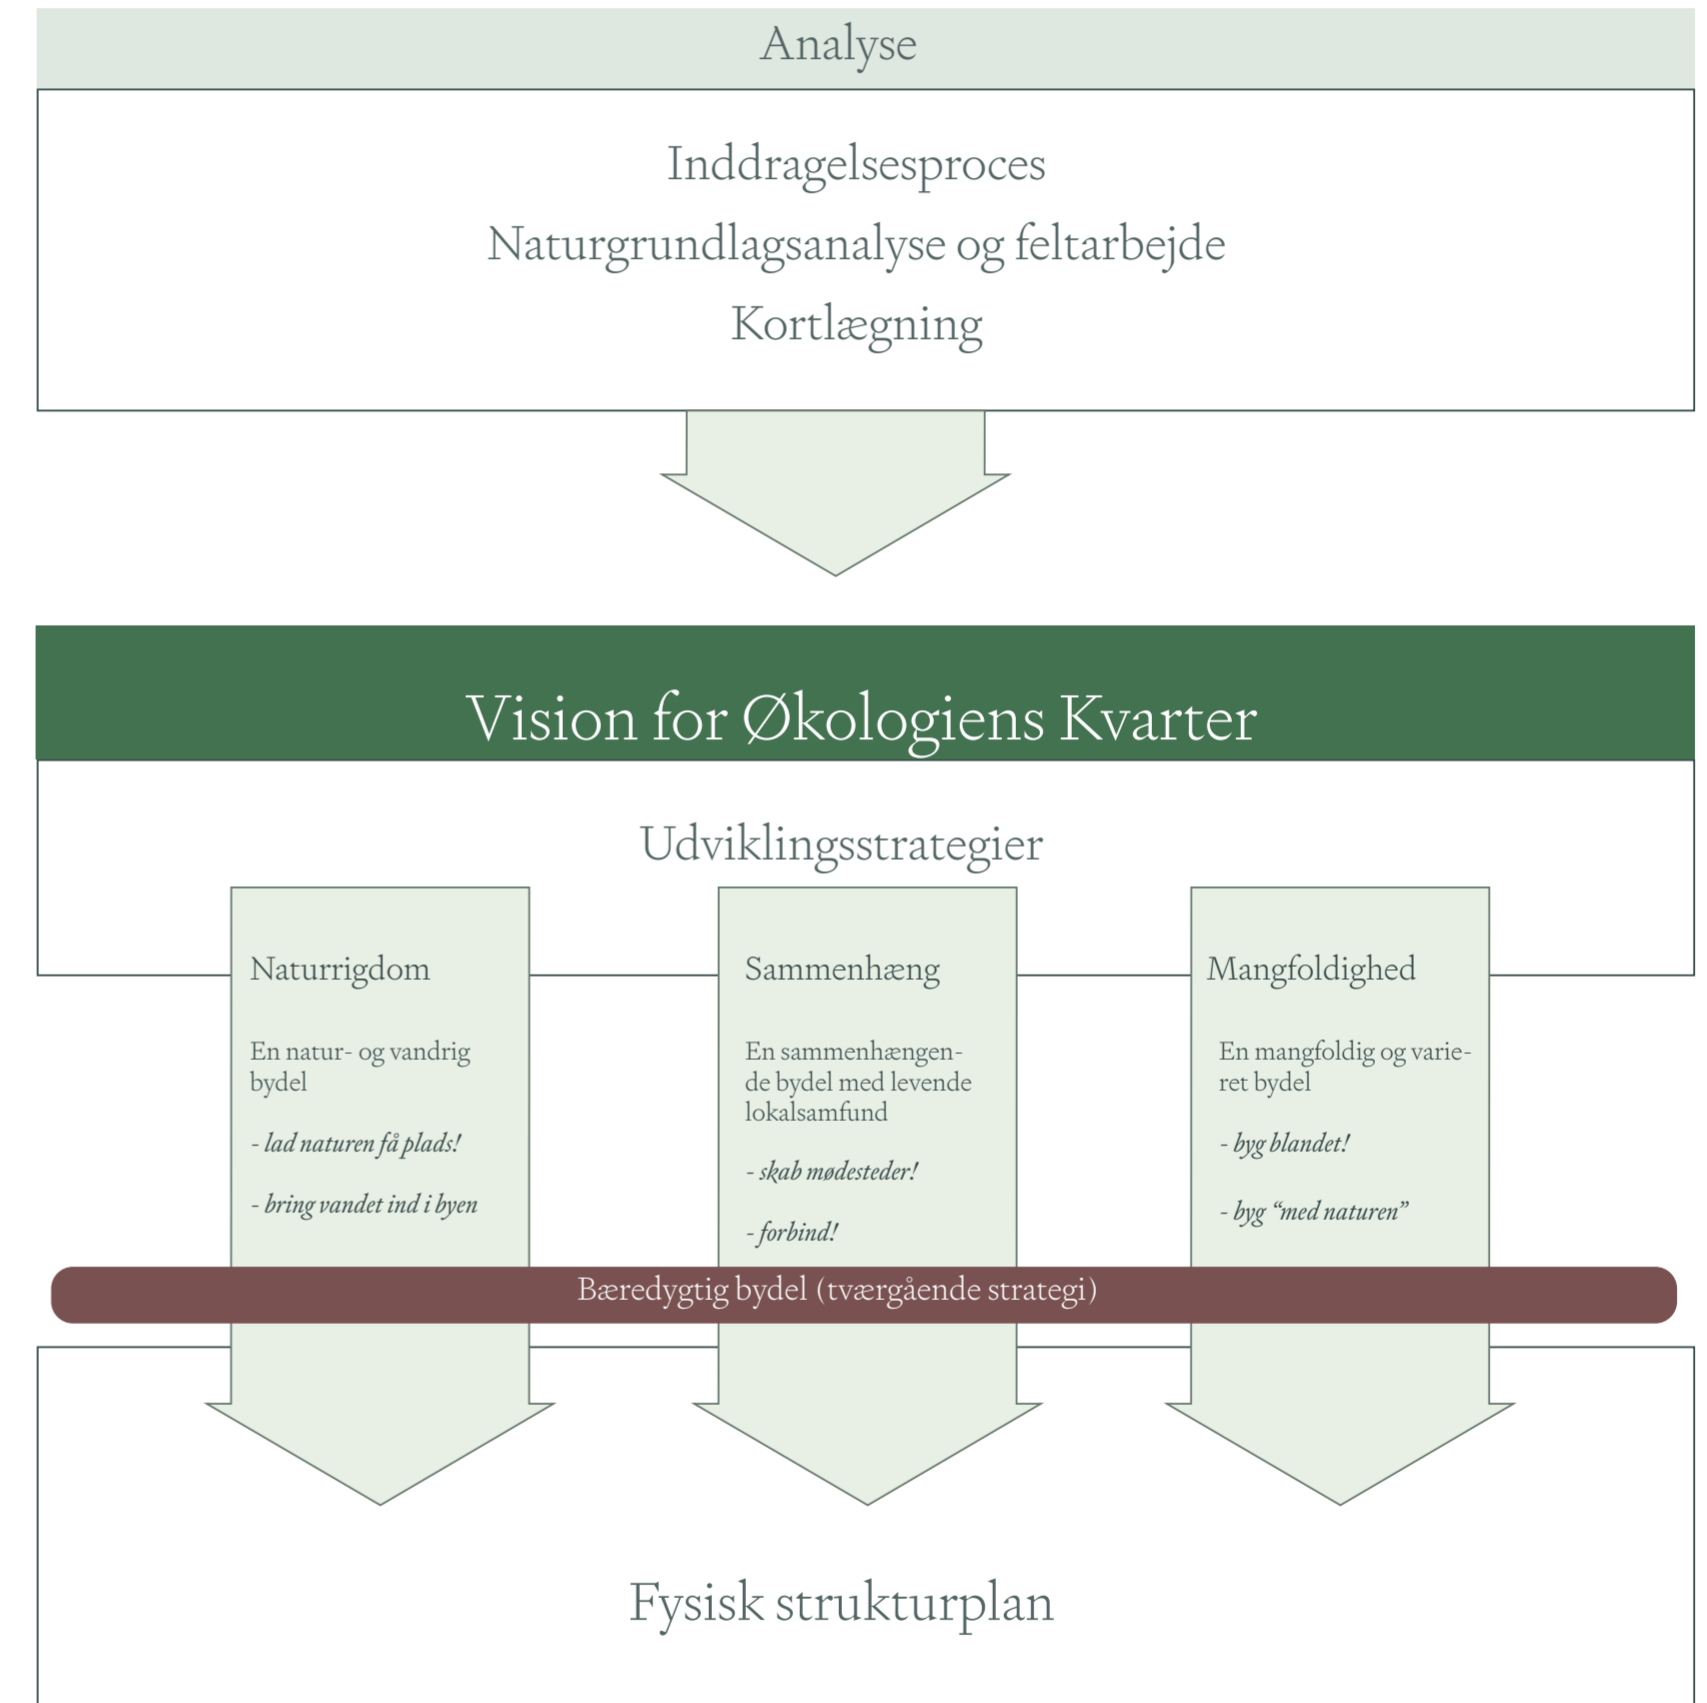 Analyse
Inddragelsesproces
Naturgrundlagsanalyse og feltarbejde
Kortlægning
Vision for Økologiens Kvarter
Udviklingsstrategier
Naturrigdom
En natur- og vandrig
bydel
- lad naturen få plads!
- bring vandet ind i byen
Sammenhæng
En sammenhængen-
de bydel med levende
lokalsamfund
- skab mødesteder!
- forbind!
Mangfoldighed
En mangfoldig og varie-
ret bydel
- byg blandet!
- byg “med naturen”
Bæredygtig bydel (tværgående strategi)
Fysisk strukturplan